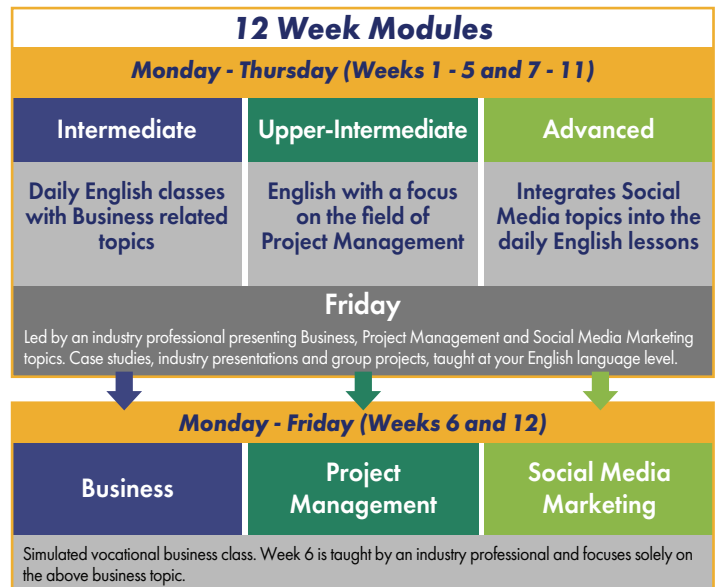 12 Week Modules
Monday - Thursday (Weeks 1 - 5 and 7 - 11)
Intermediate
Upper-Intermediate
Advanced
Daily English classes
with Business related
topics
English with a focus
on the field of
Project Management
Integrates Social
Media topics into the
daily English lessons
Friday
Led by an industry professional presenting Business, Project Management and Social Media Marketing
topics. Case studies, industry presentations and group projects, taught at your English language level.
Monday - Friday (Weeks 6 and 12)
Business
Project
Management
Social Media
Marketing
Simulated vocational business class. Week 6 is taught by an industry professional and focuses solely on
the above business topic.